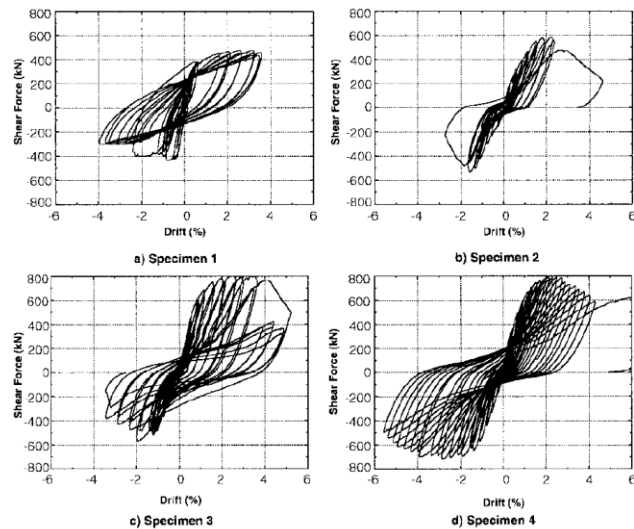 800
600
400
200
0
-200
-400
-600
-800
Shear Force (kN)
-6 -4 -2 0 2 4 6
Drift (%)
a) Specimen 1
800
600
400
200
0
-200
-400
-600
-800
Shear Force (kN)
-6 -4 -2 0 2 4 6
Drift (%)
b) Specimen 2
800
600
400
200
0
-200
-400
-600
-800
Shear Force (kN)
-6 -4 -2 0 2 4 6
Drift (%)
c) Specimen 3
800
600
400
200
0
-200
-400
-600
-800
Shear Force (kN)
-6 -4 -2 0 2 4 6
Drift (%)
d) Specimen 4